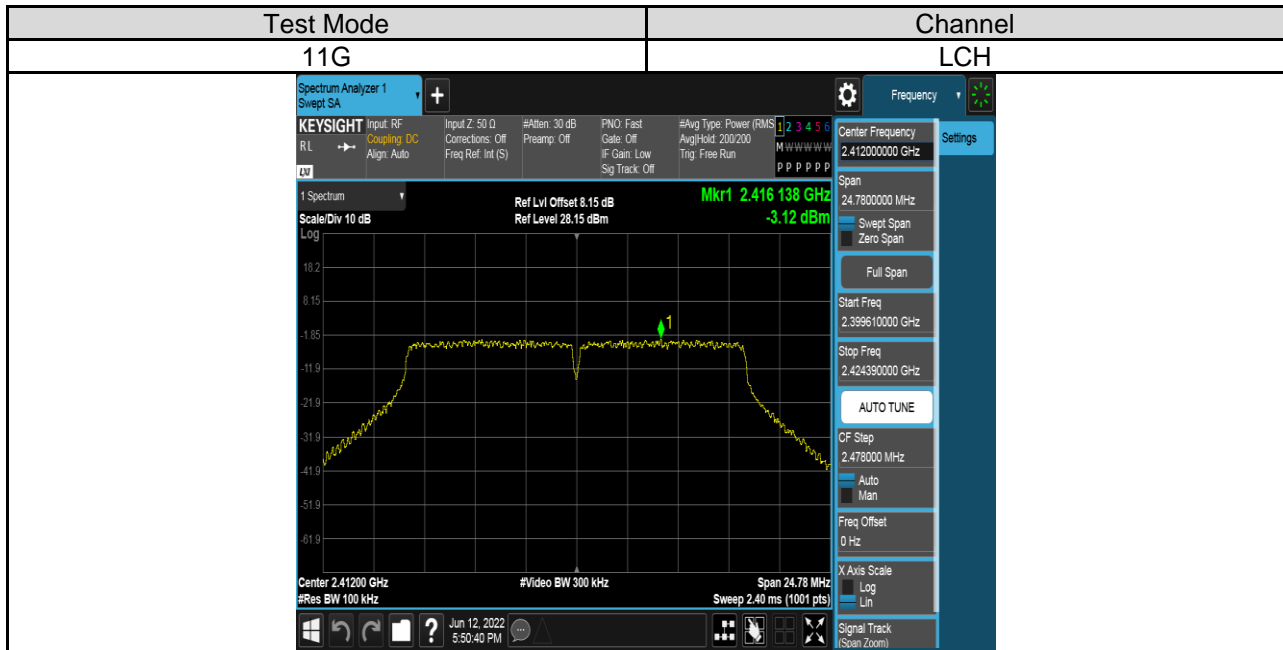 Test Mode Channel
11G LCH
Spectrum Analyzer 1
Swept SA
+
Frequency
KEYSIGHT
RL
LXI
Input: RF
Coupling: DC
Align: Auto
Input Z: 50 Ω
Corrections: Off
Freq Ref: Int (S)
#Atten: 30 dB
Preamp: Off
PNO: Fast
Gate: Off
IF Gain: Low
Sig Track: Off
#Avg Type: Power (RMS
Avg|Hold: 200/200
Trig: Free Run
1 2 3 4 5 6
M W W W W W
P P P P P P
1 Spectrum
Scale/Div 10 dB
Ref Lvl Offset 8.15 dB
Ref Level 28.15 dBm
Mkr1 2.416 138 GHz
-3.12 dBm
Log
18.2
8.15
-1.85
-11.9
-21.9
-31.9
-41.9
-51.9
-61.9
1
Center 2.41200 GHz
#Res BW 100 kHz
#Video BW 300 kHz
Span 24.78 MHz
Sweep 2.40 ms (1001 pts)
Center Frequency
2.412000000 GHz
Settings
Span
24.7800000 MHz
Swept Span
Zero Span
Full Span
Start Freq
2.399610000 GHz
Stop Freq
2.424390000 GHz
AUTO TUNE
CF Step
2.478000 MHz
Auto
Man
Freq Offset
0 Hz
X Axis Scale
Log
Lin
Signal Track
(Span Zoom)
?
Jun 12, 2022
5:50:40 PM